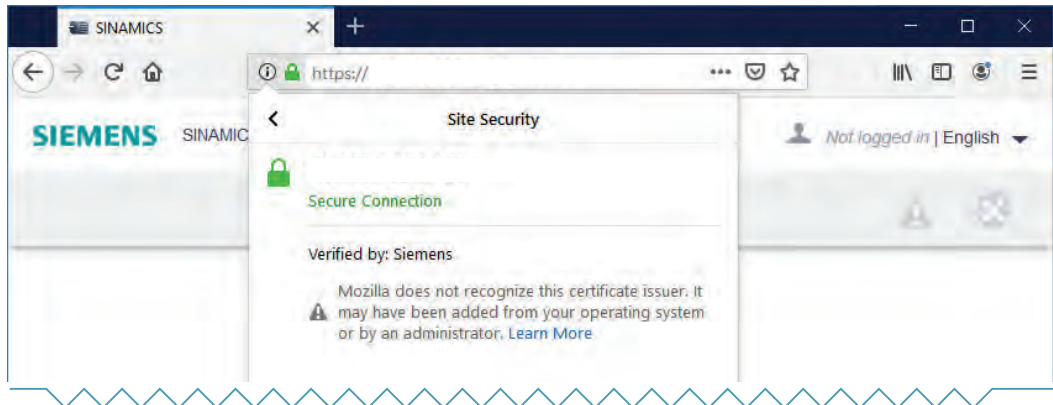 SINAMICS
https://
SIEMENS SINAMIC
Not logged in | English
Site Security
Secure Connection
Verified by: Siemens
Mozilla does not recognize this certificate issuer. It
may have been added from your operating system
or by an administrator. Learn More